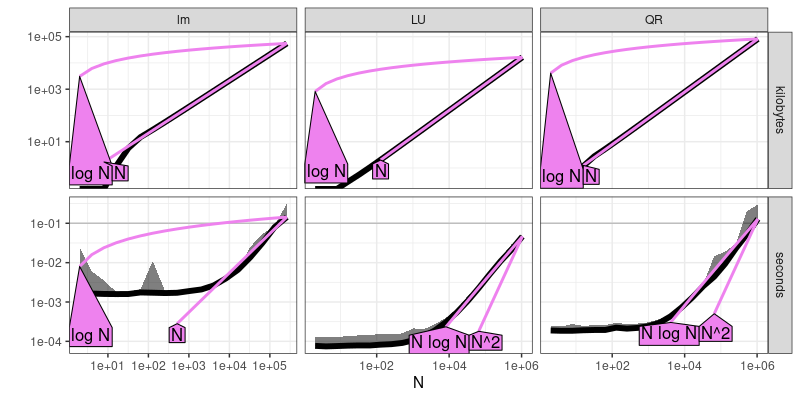 lm LU QR
1e+05
1e+03
1e+01
kilobytes
log N N
log N N
log N N
1e-01
1e-02
1e-03
1e-04
seconds
log N N
N log N N^2
N log N N^2
1e+01 1e+02 1e+03 1e+04 1e+05
1e+02 1e+04 1e+06
1e+02 1e+04 1e+06
N